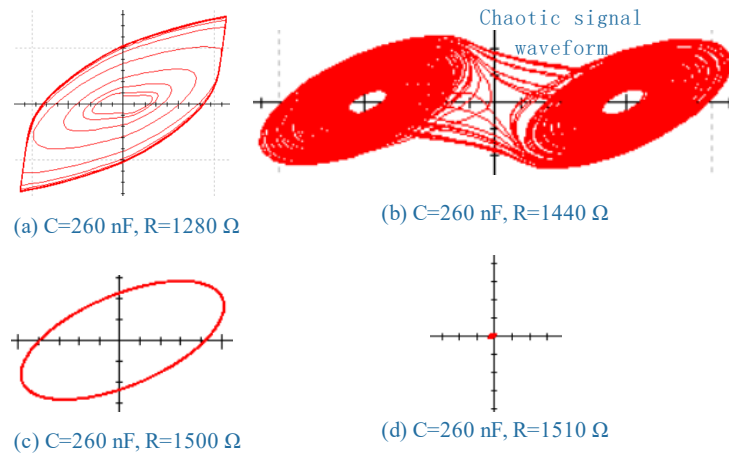 Chaotic signal
waveform
(a) C=260 nF, R=1280 Ω
(b) C=260 nF, R=1440 Ω
(c) C=260 nF, R=1500 Ω
(d) C=260 nF, R=1510 Ω